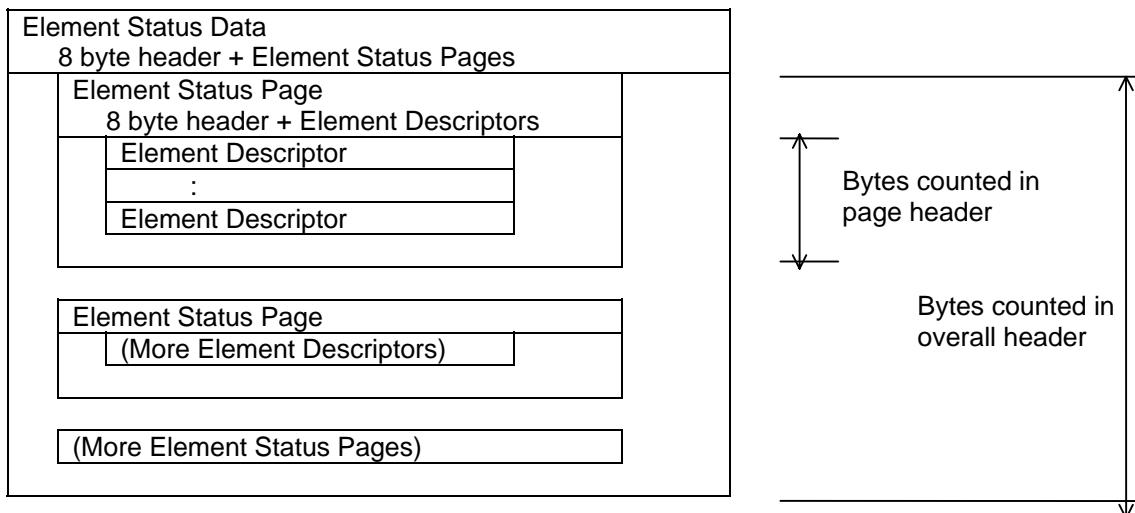 Element Status Data
8 byte header + Element Status Pages
Element Status Page
8 byte header + Element Descriptors
Element Descriptor
:
Element Descriptor
Element Status Page
(More Element Descriptors)
(More Element Status Pages)
Bytes counted in
page header
Bytes counted in
overall header